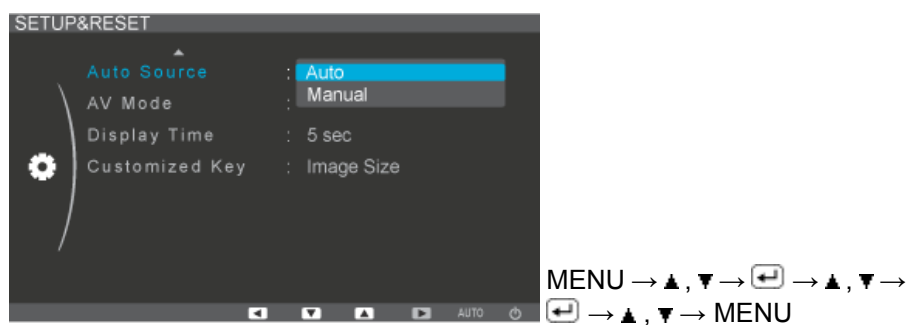 SETUP&RESET
Auto Source : Auto
Manual
AV Mode :
Display Time : 5 sec
Customized Key : Image Size
AUTO
MENU → ▲ , ▼ → ↵ → ▲ , ▼ →
↵ → ▲ , ▼ → MENU